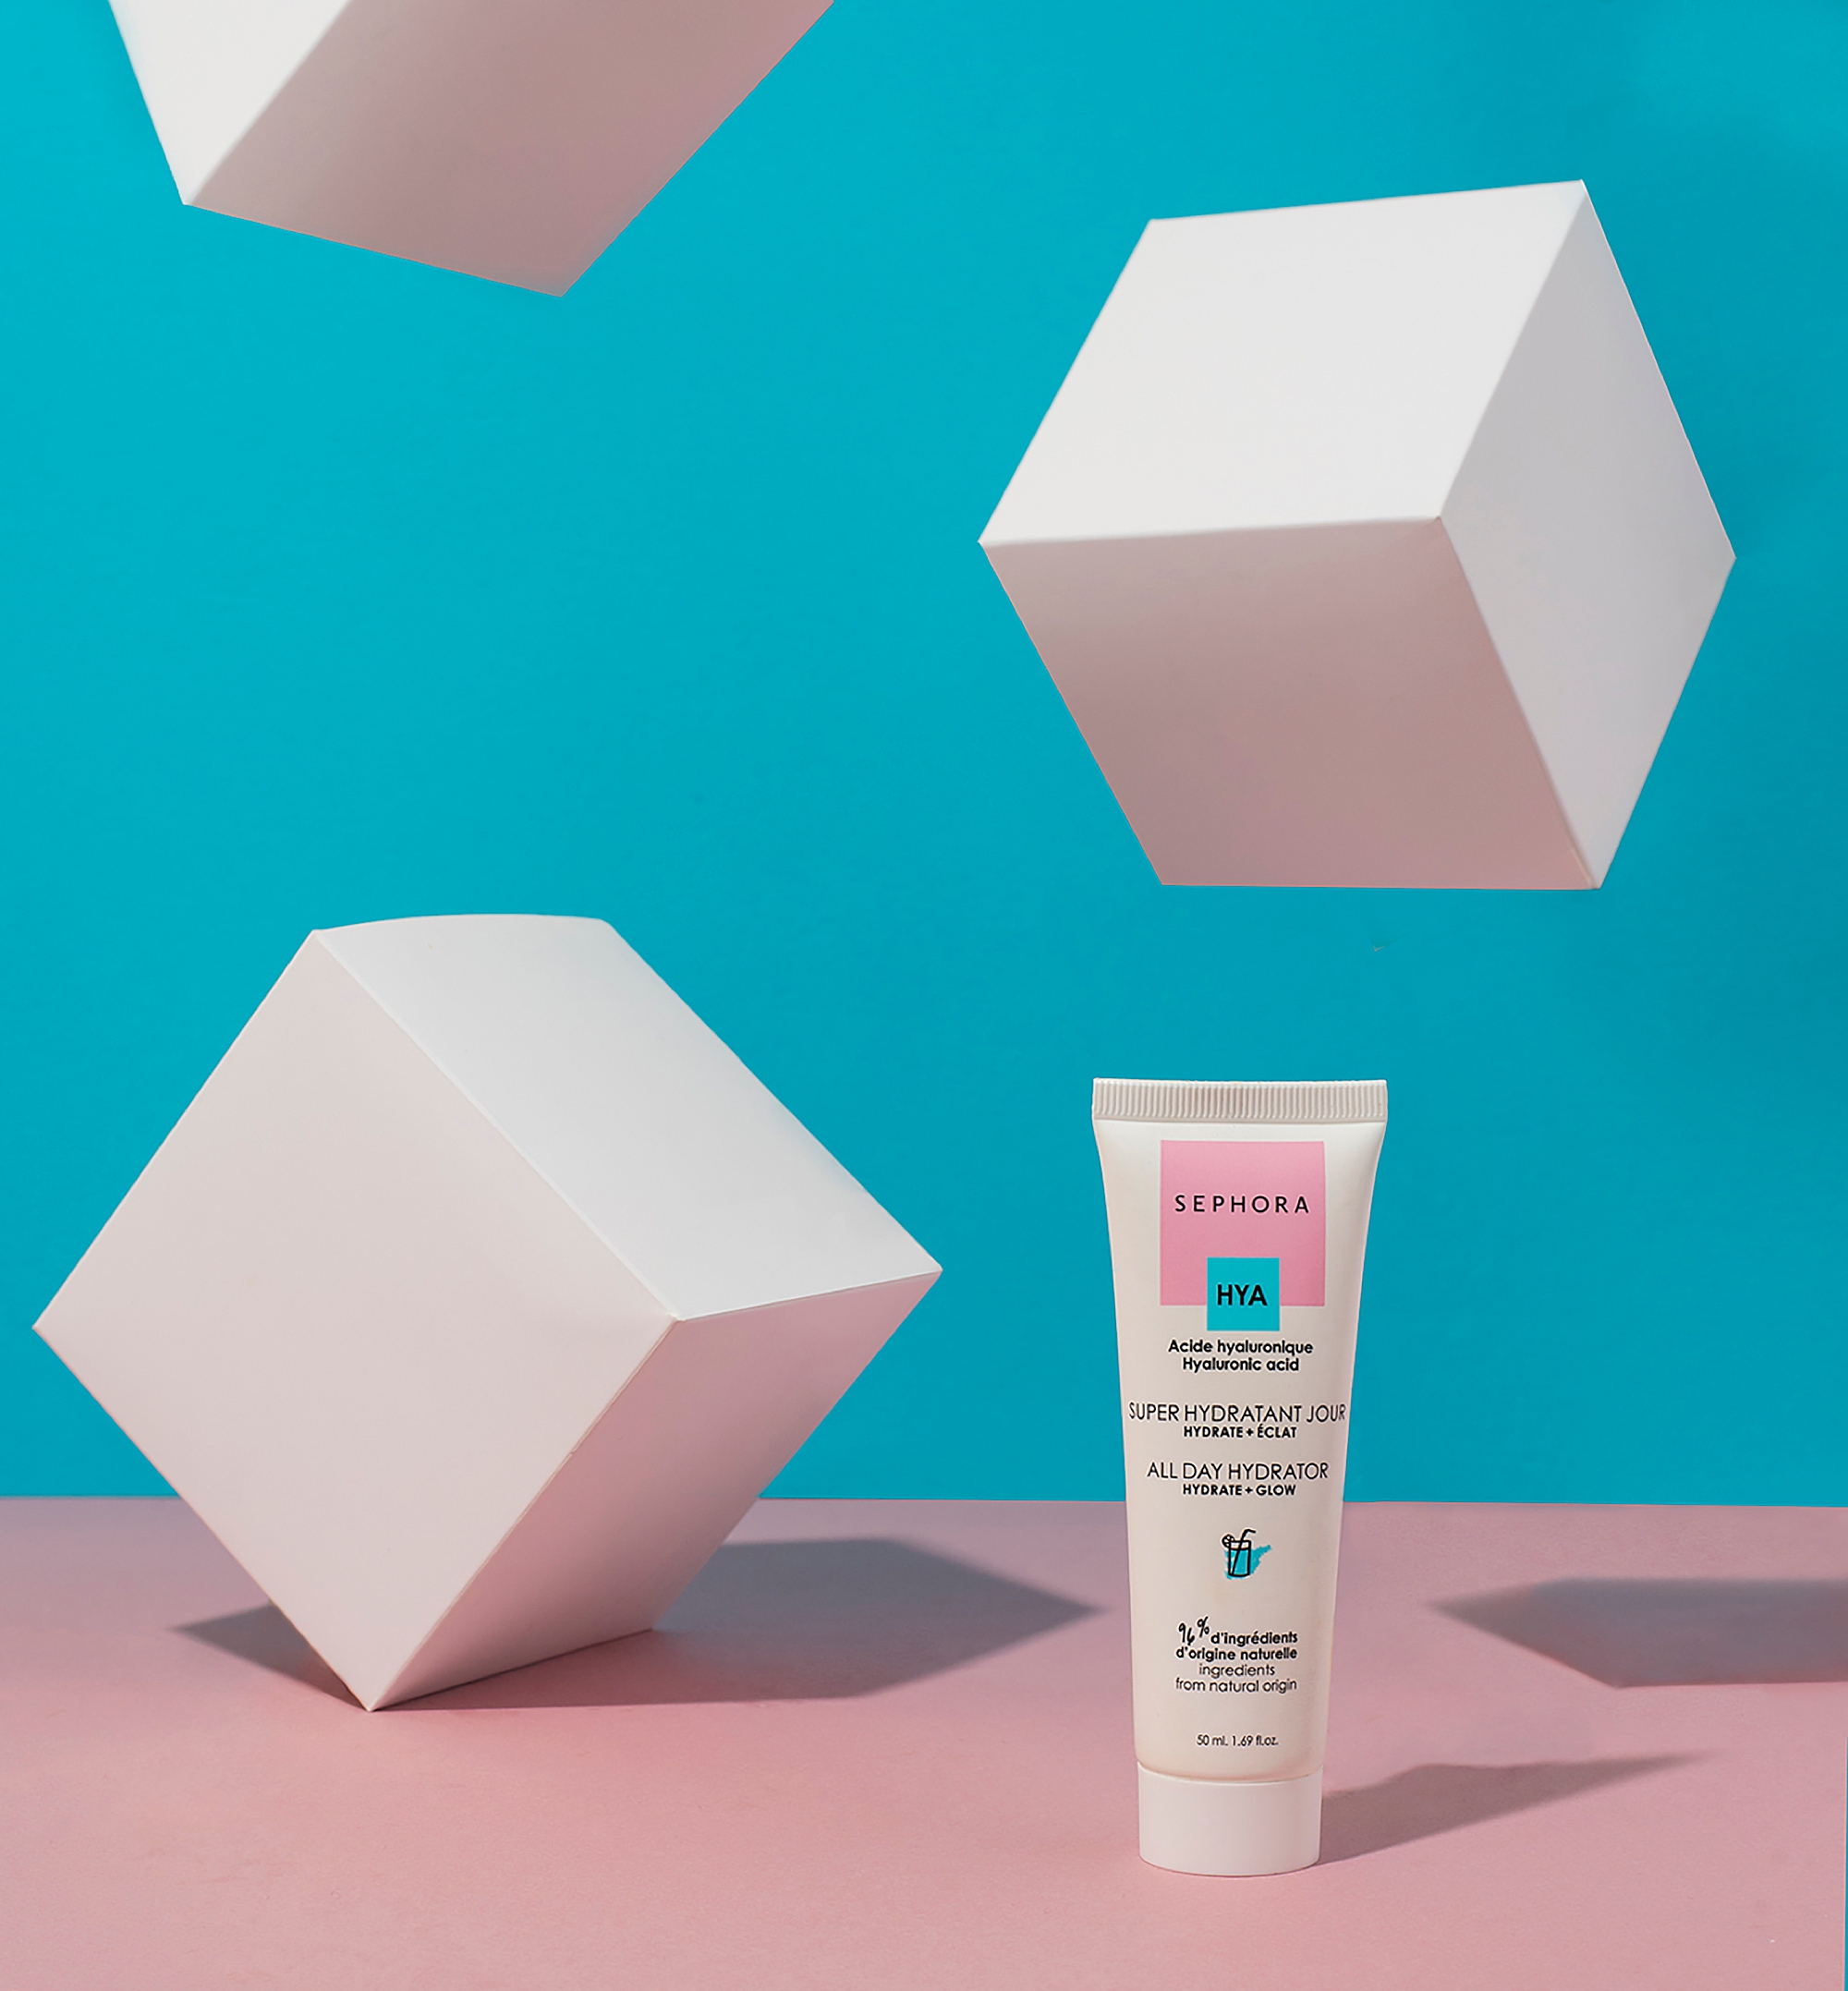 SEPHORA
HYA
Acide hyaluronique
Hyaluronic acid
SUPER HYDRATANT JOUR
HYDRATE + ÉCLAT
ALL DAY HYDRATOR
HYDRATE + GLOW
96% d'ingrédients
d'origine naturelle
ingredients
from natural origin
50 ml. 1.69 fl.oz.